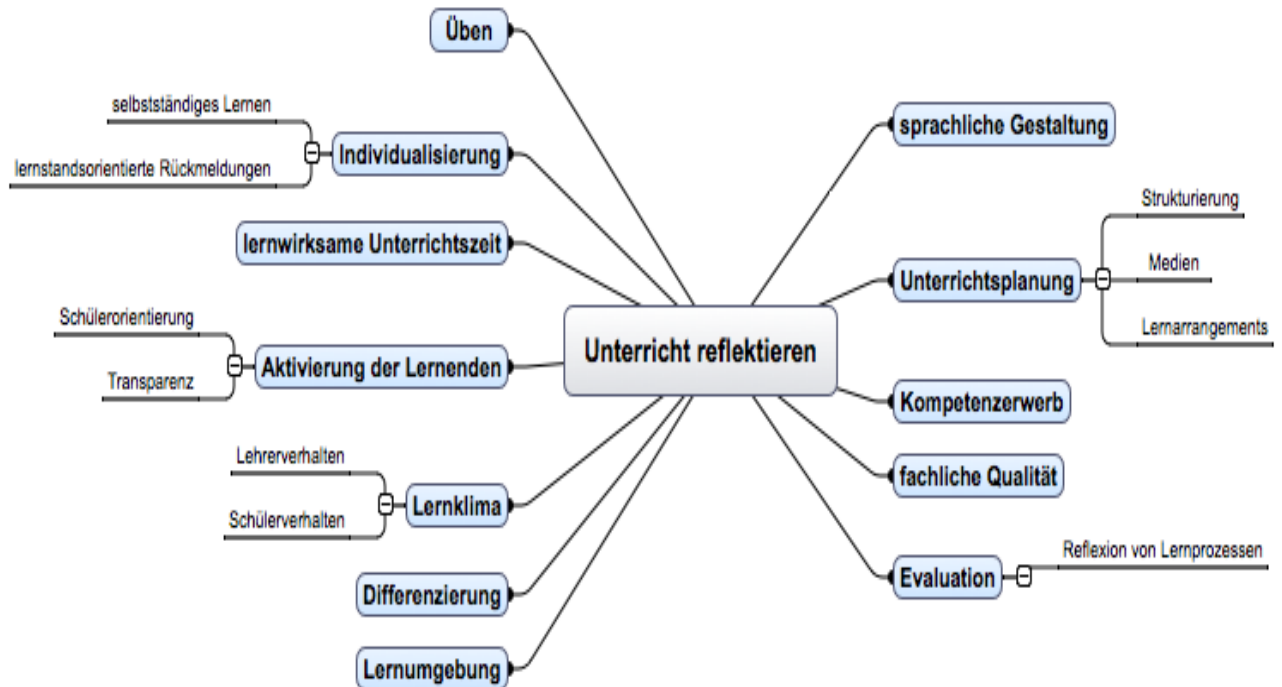 Üben
selbstständiges Lernen
Individualisierung
lernstandsorientierte Rückmeldungen
lernwirksame Unterrichtszeit
Schülerorientierung
Aktivierung der Lernenden
Transparenz
Lehrerverhalten
Lernklima
Schülerverhalten
Differenzierung
Lernumgebung
Unterricht reflektieren
sprachliche Gestaltung
Strukturierung
Unterrichtsplanung
Medien
Lernarrangements
Kompetenzerwerb
fachliche Qualität
Reflexion von Lernprozessen
Evaluation